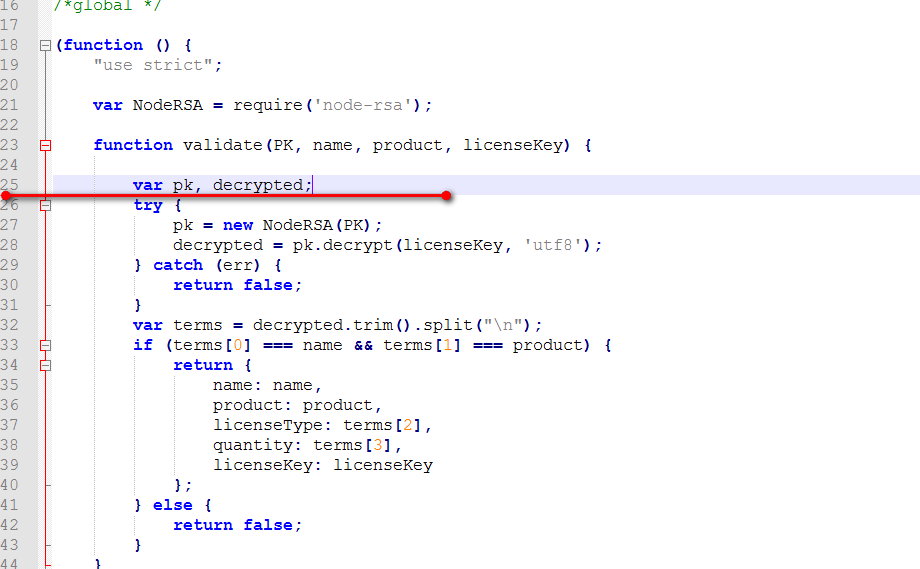 16 /*global */
17
18 (function () {
19 "use strict";
20
21 var NodeRSA = require('node-rsa');
22
23 function validate(PK, name, product, licenseKey) {
24
25 var pk, decrypted;
26 try {
27 pk = new NodeRSA(PK);
28 decrypted = pk.decrypt(licenseKey, 'utf8');
29 } catch (err) {
30 return false;
31 }
32 var terms = decrypted.trim().split("\n");
33 if (terms[0] === name && terms[1] === product) {
34 return {
35 name: name,
36 product: product,
37 licenseType: terms[2],
38 quantity: terms[3],
39 licenseKey: licenseKey
40 };
41 } else {
42 return false;
43 }
44 }